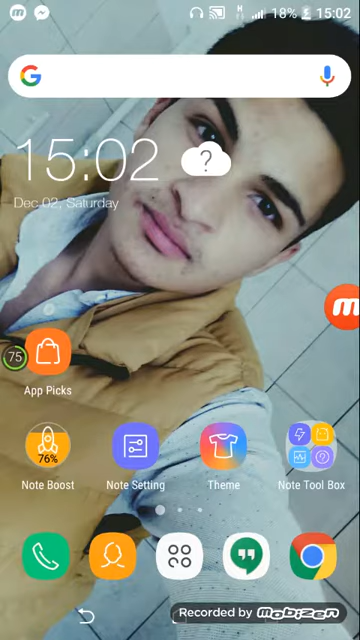 18% 15:02
15:02
?
Dec.02, Saturday
75
App Picks
76%
Note Boost
Note Setting
Theme
Note Tool Box
Recorded by mobizen